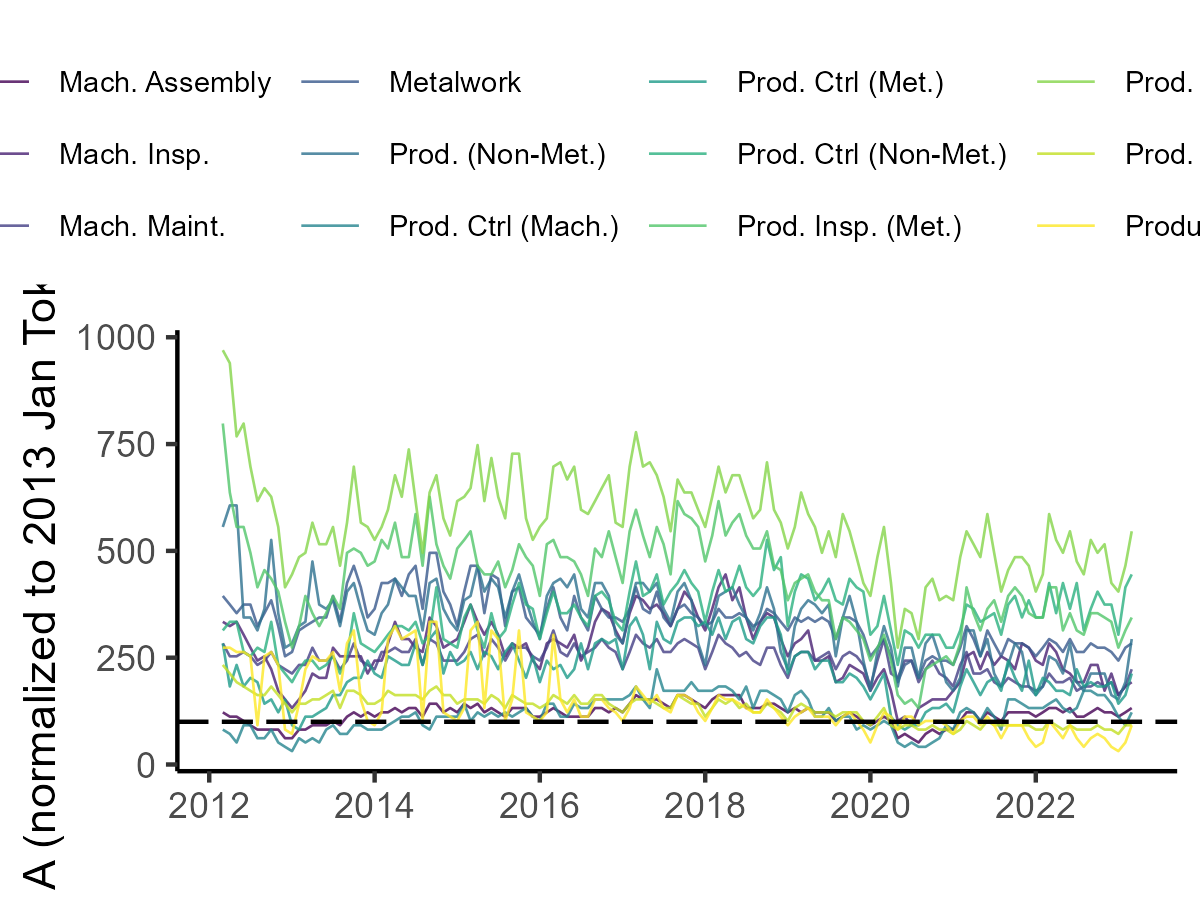 Mach. Assembly Metalwork Prod. Ctrl (Met.) Prod.
Mach. Insp. Prod. (Non-Met.) Prod. Ctrl (Non-Met.) Prod.
Mach. Maint. Prod. Ctrl (Mach.) Prod. Insp. (Met.) Produ
A (normalized to 2013 Jan Tok
1000
750
500
250
0
2012 2014 2016 2018 2020 2022